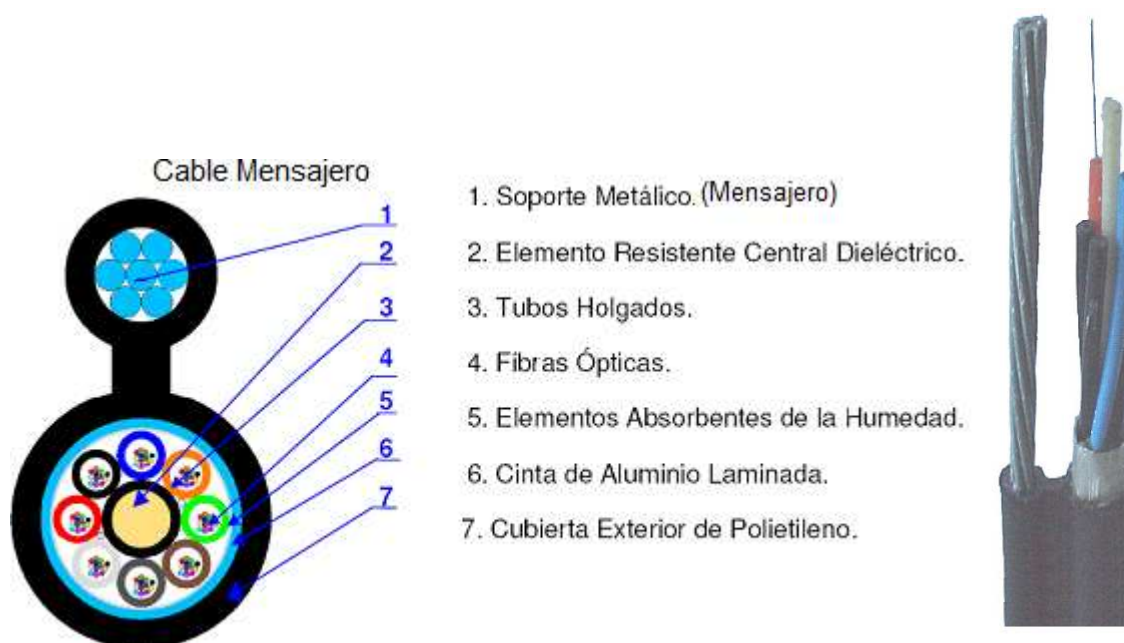 Cable Mensajero
1
2
3
4
5
6
7
1. Soporte Metálico. (Mensajero)
2. Elemento Resistente Central Dieléctrico.
3. Tubos Holgados.
4. Fibras Ópticas.
5. Elementos Absorbentes de la Humedad.
6. Cinta de Aluminio Laminada.
7. Cubierta Exterior de Polietileno.